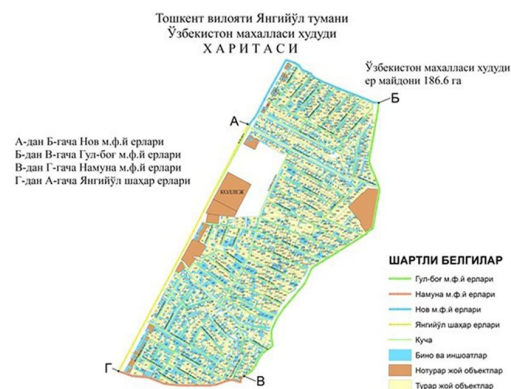 Тошкент вилояти Янгийўл тумани
Ўзбекистон махалласи худуди
Х А Р И Т А С И
Ўзбекистон махалласи худуди
ер майдони 186.6 га
Б
А
А-дан Б-гача Нов м.ф.й ерлари
Б-дан В-гача Гул-боғ м.ф.й ерлари
В-дан Г-гача Намуна м.ф.й ерлари
Г-дан А-гача Янгийўл шаҳар ерлари
КОЛЛЕЖ
ШАРТЛИ БЕЛГИЛАР
Гул-боғ м.ф.й ерлари
Намуна м.ф.й ерлари
Нов м.ф.й ерлари
Янгийўл шаҳар ерлари
Куча
Бино ва иншоатлар
Нотурар жой объектлар
Турар жой объектлар
Г
В